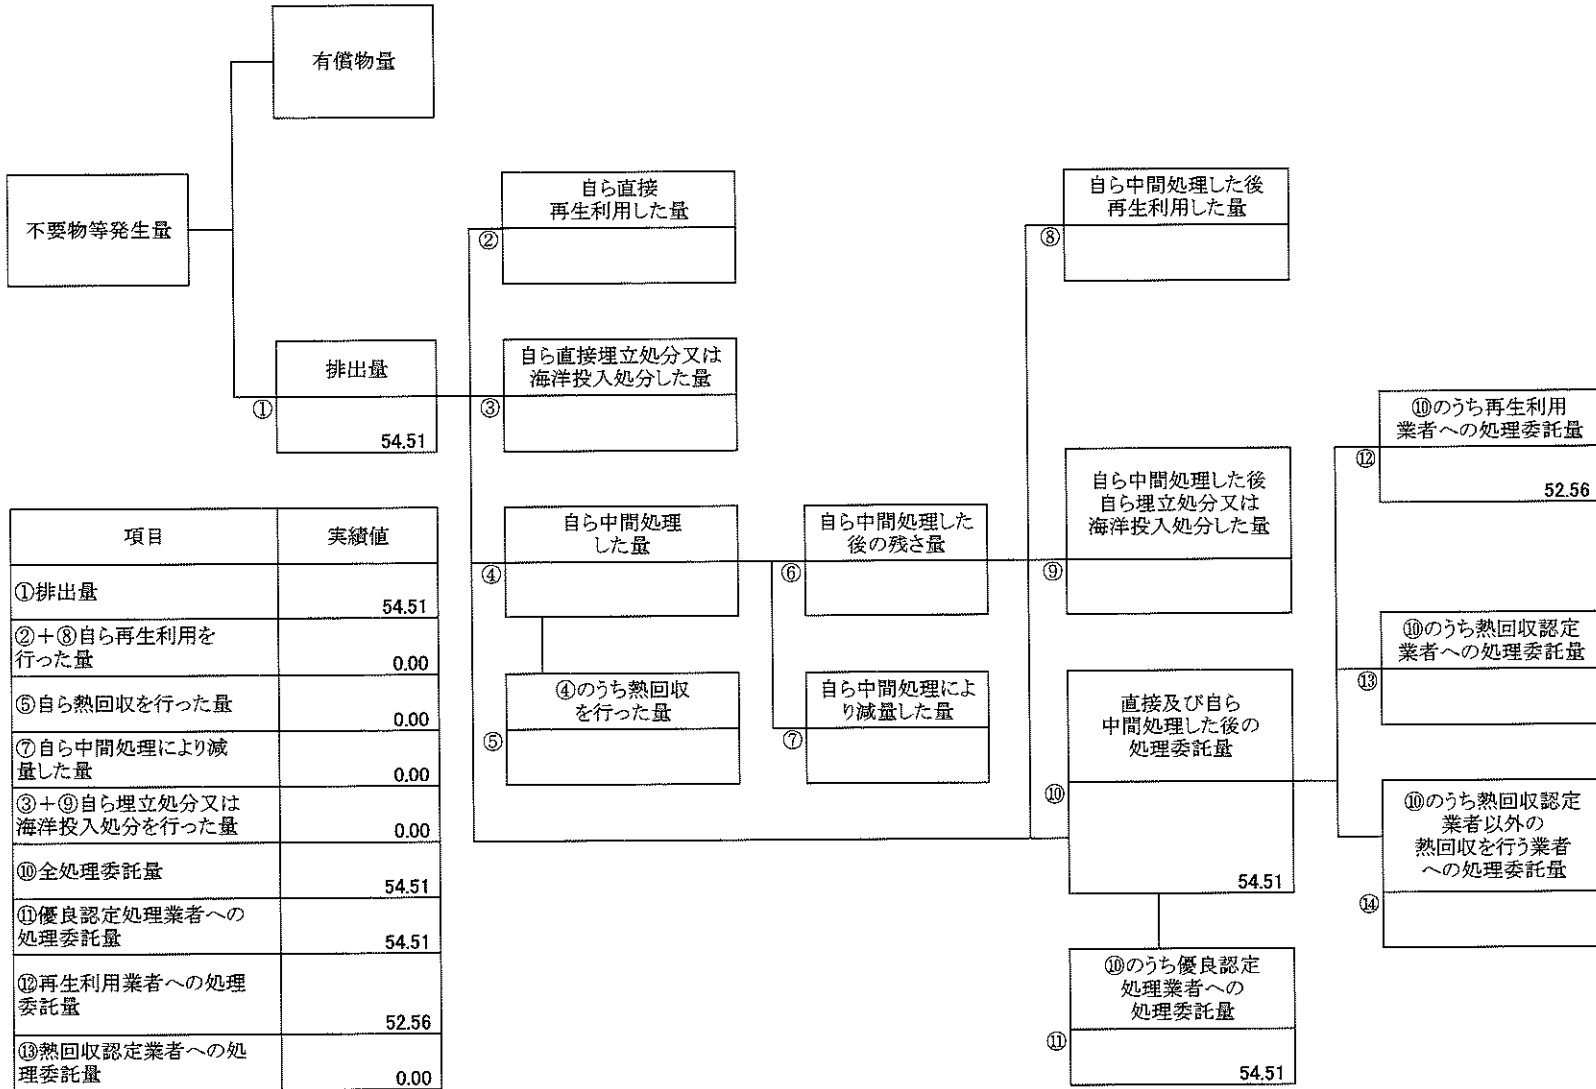 有償物量
不要物等発生量
排出量
①
54.51
自ら直接
再生利用した量
②
自ら直接埋立処分又は
海洋投入処分した量
③
自ら中間処理
した量
④
④のうち熱回収
を行った量
⑤
自ら中間処理した
後の残さ量
⑥
自ら中間処理によ
り減量した量
⑦
自ら中間処理した後
再生利用した量
⑧
自ら中間処理した後
自ら埋立処分又は
海洋投入処分した量
⑨
直接及び自ら
中間処理した後の
処理委託量
⑩
54.51
⑩のうち優良認定
処理業者への
処理委託量
⑪
54.51
⑩のうち再生利用
業者への処理委託量
⑫
52.56
⑩のうち熱回収認定
業者への処理委託量
⑬
⑩のうち熱回収認定
業者以外の
熱回収を行う業者
への処理委託量
⑭
項目 実績値
①排出量
54.51
②+⑧自ら再生利用を
行った量
0.00
⑤自ら熱回収を行った量
0.00
⑦自ら中間処理により減
量した量
0.00
③+⑨自ら埋立処分又は
海洋投入処分を行った量
0.00
⑩全処理委託量
54.51
⑪優良認定処理業者への
処理委託量
54.51
⑫再生利用業者への処理
委託量
52.56
⑬熱回収認定業者への処
理委託量
0.00